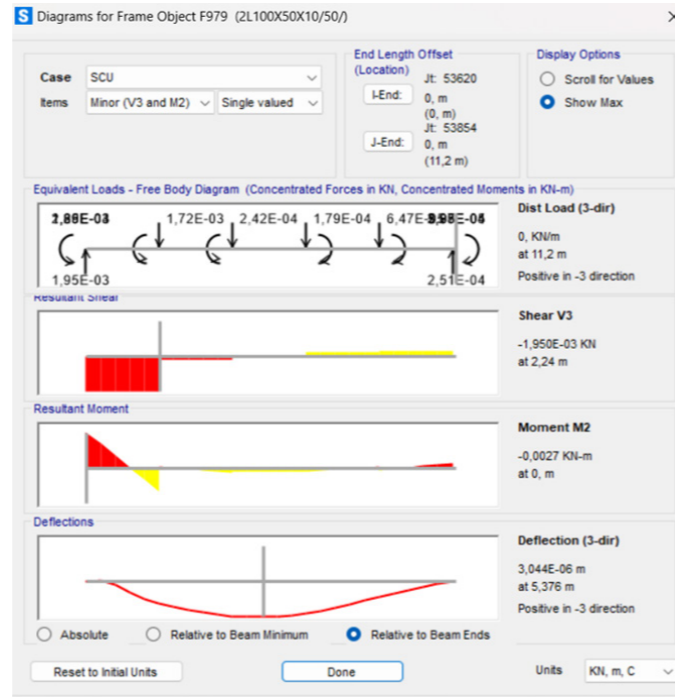 S Diagrams for Frame Object F979 (2L100X50X10/50/)
Case SCU
Items Minor (V3 and M2) Single valued
End Length Offset
(Location)
Jt: 53620
I-End: 0, m
(0, m)
Jt: 53854
J-End: 0, m
(11,2 m)
Display Options
Scroll for Values
Show Max
Equivalent Loads - Free Body Diagram (Concentrated Forces in KN, Concentrated Moments in KN-m)
1,72E-03 2,42E-04 1,79E-04
1,95E-03 2,51E-04
Dist Load (3-dir)
0, KN/m
at 11,2 m
Positive in -3 direction
Resultant Shear
Shear V3
-1,950E-03 KN
at 2,24 m
Resultant Moment
Moment M2
-0,0027 KN-m
at 0, m
Deflections
Deflection (3-dir)
3,044E-06 m
at 5,376 m
Positive in -3 direction
Absolute Relative to Beam Minimum Relative to Beam Ends
Reset to Initial Units Done Units KN, m, C